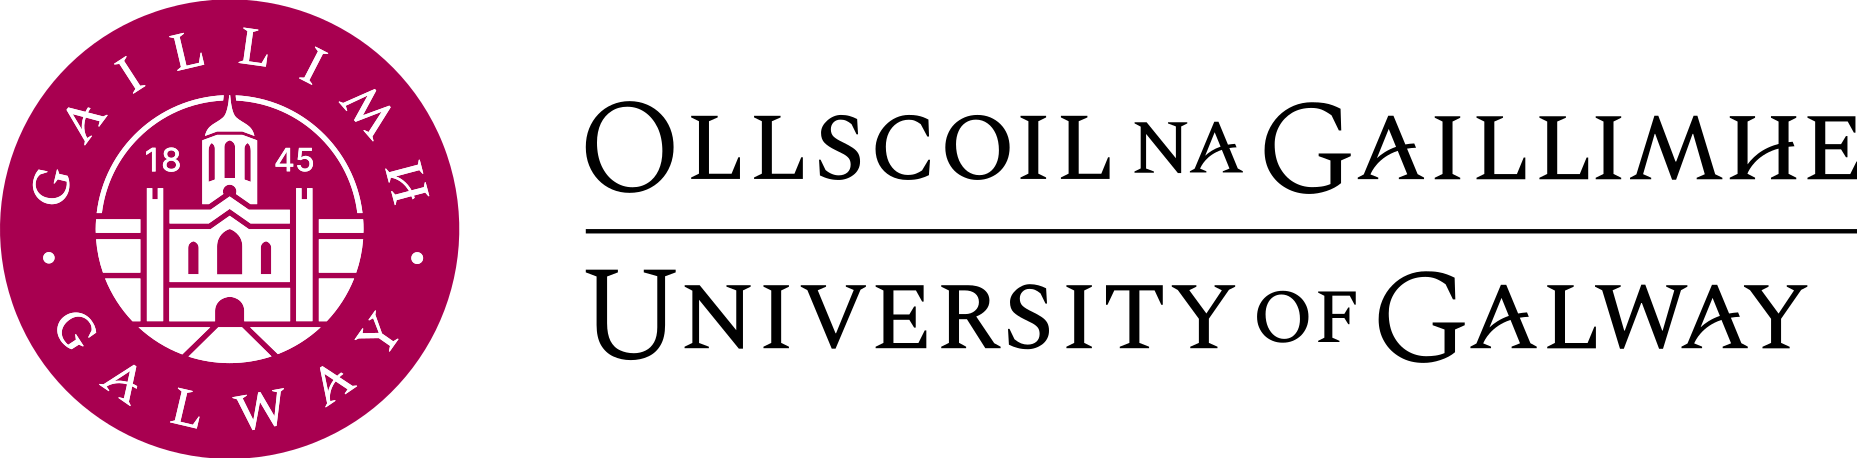 GAILLIMH
18 45
GALWAY
OLLSCOIL NA GAILLIMHE
UNIVERSITY OF GALWAY